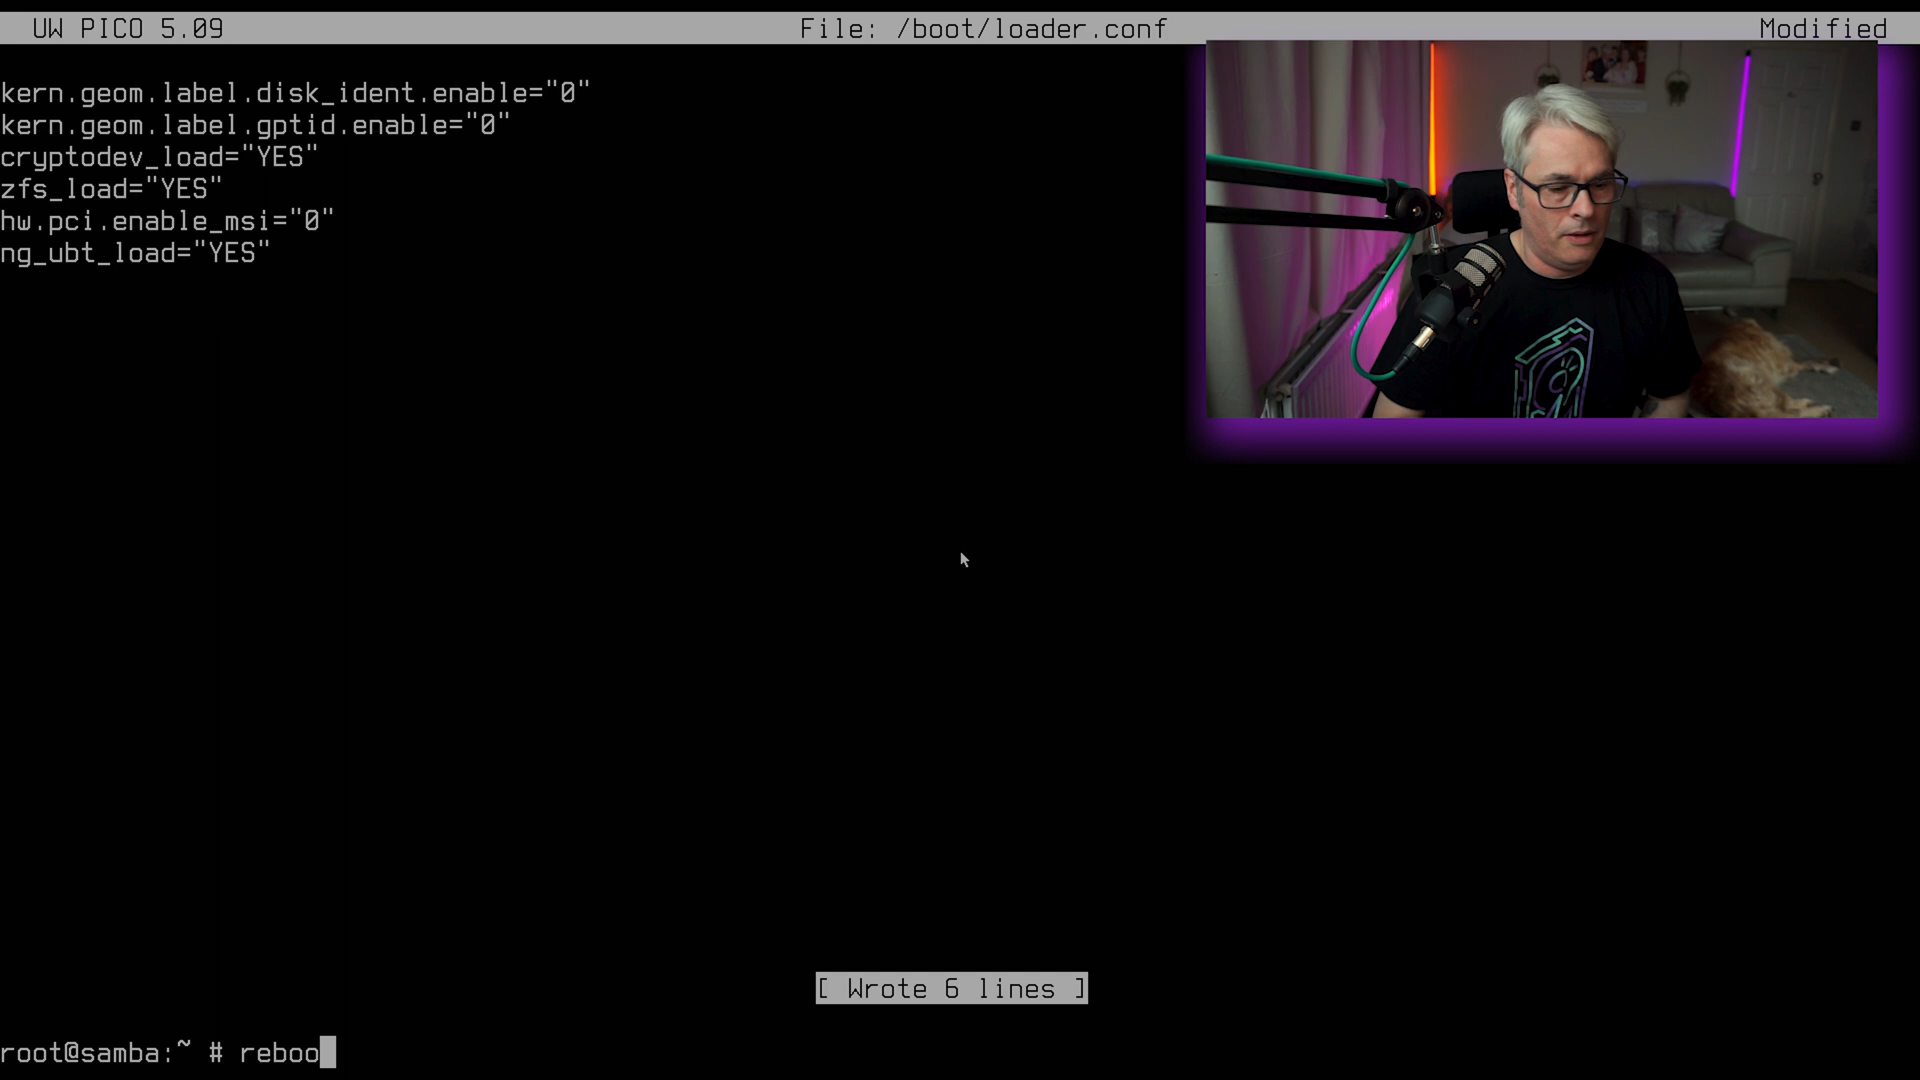 UW PICO 5.09 File: /boot/loader.conf Modified
kern.geom.label.disk_ident.enable="0"
kern.geom.label.gptid.enable="0"
cryptodev_load="YES"
zfs_load="YES"
hw.pci.enable_msi="0"
ng_ubt_load="YES"
[ Wrote 6 lines ]
root@samba:~ # reboo